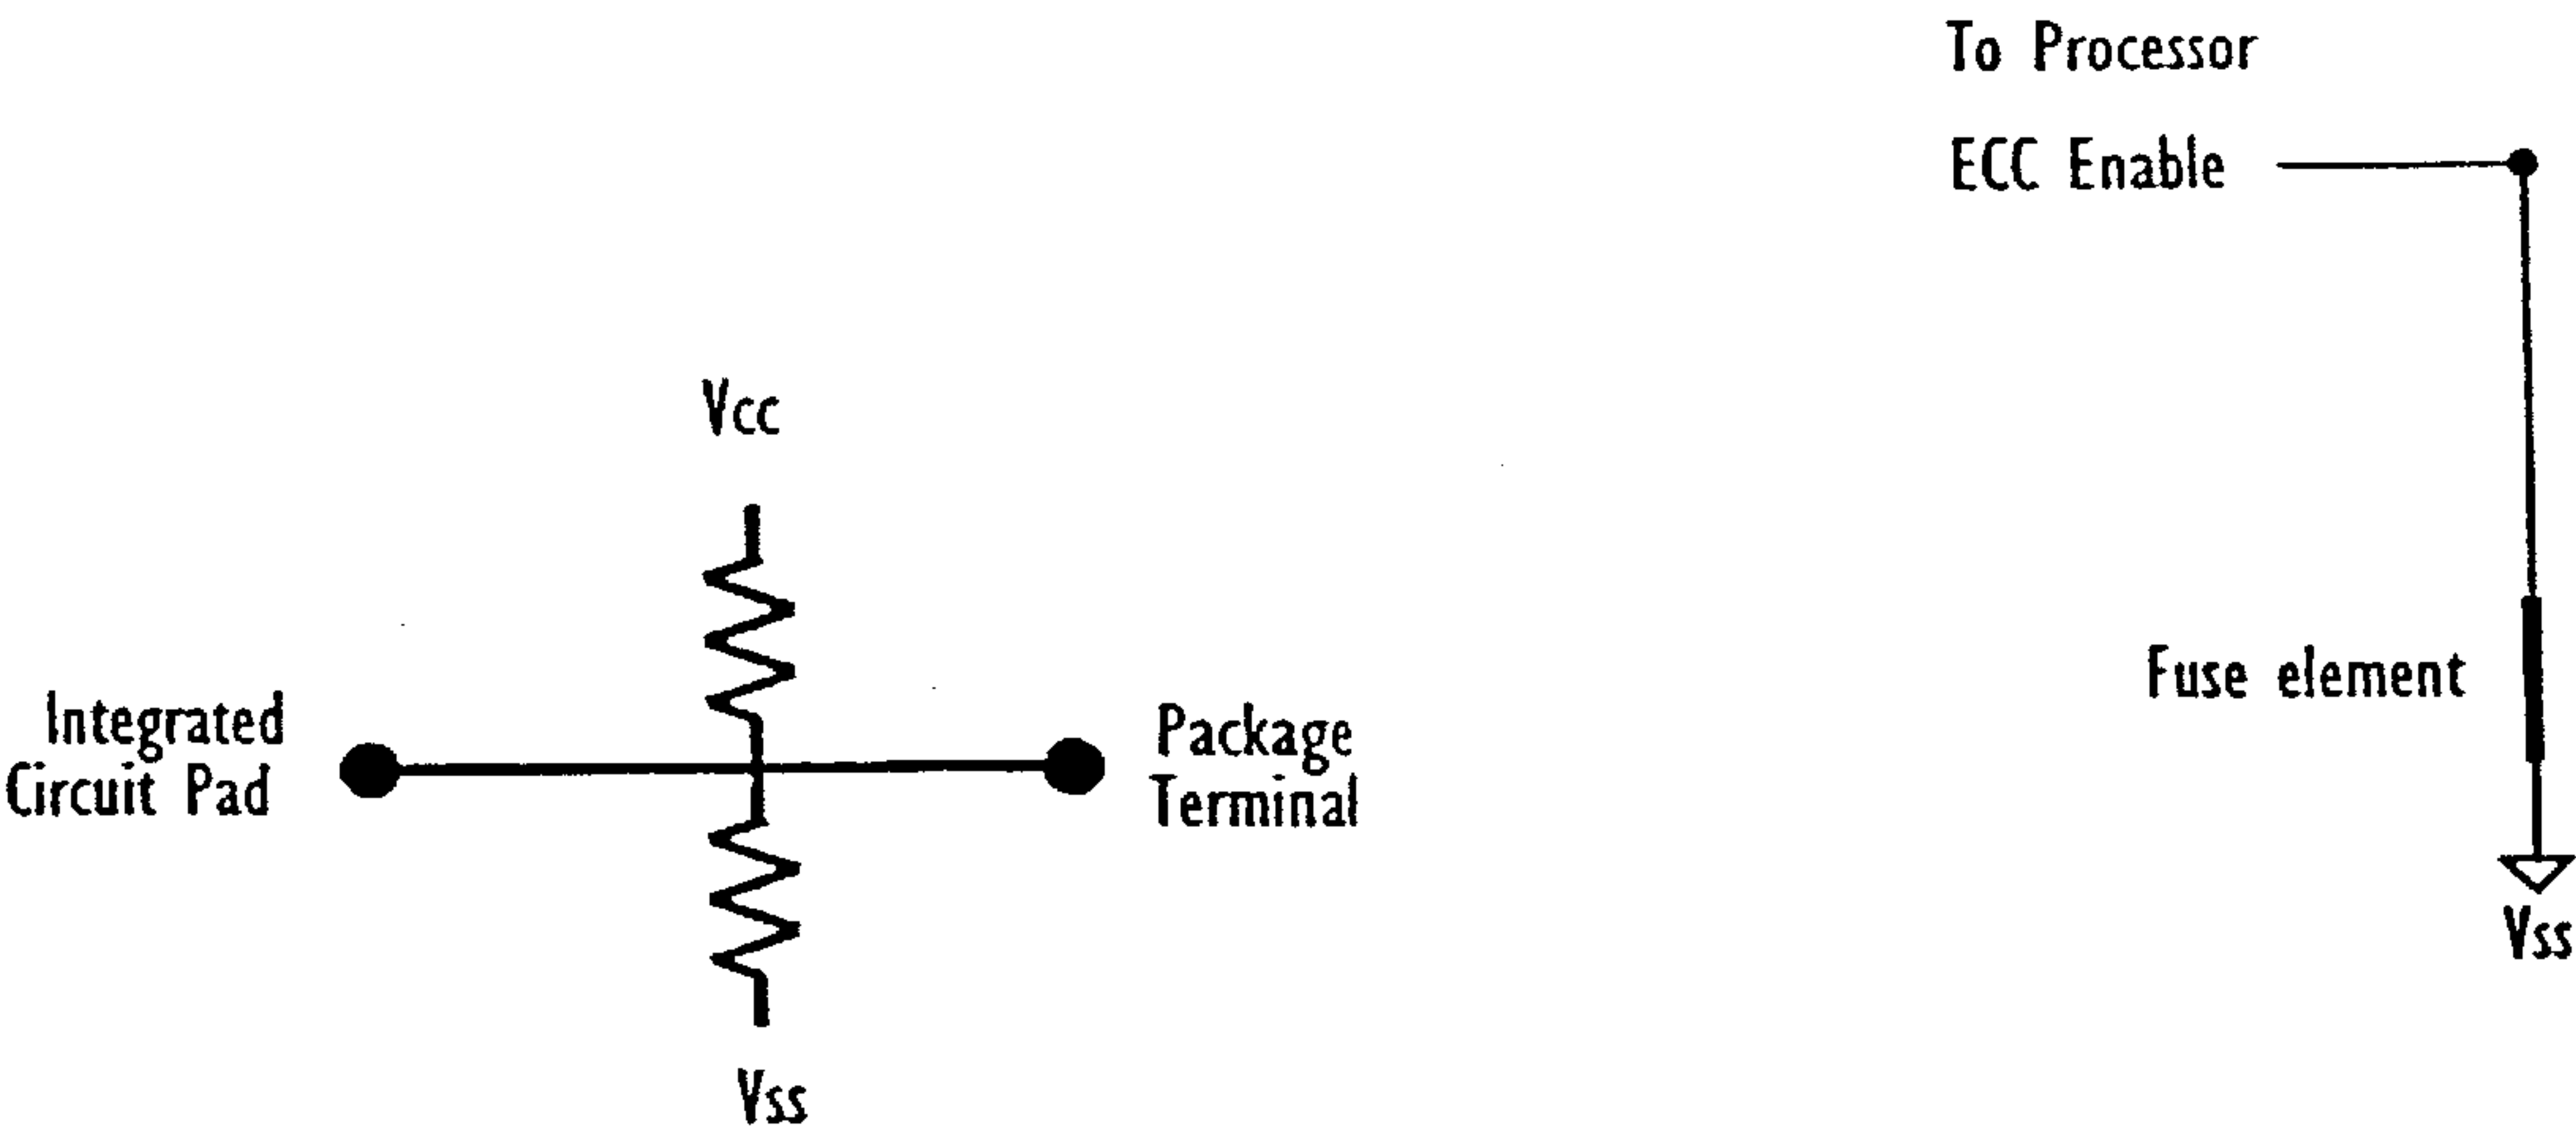 To Processor
ECC Enable
Vcc
Integrated
Circuit Pad
Package
Terminal
Fuse element
Vss
Vss